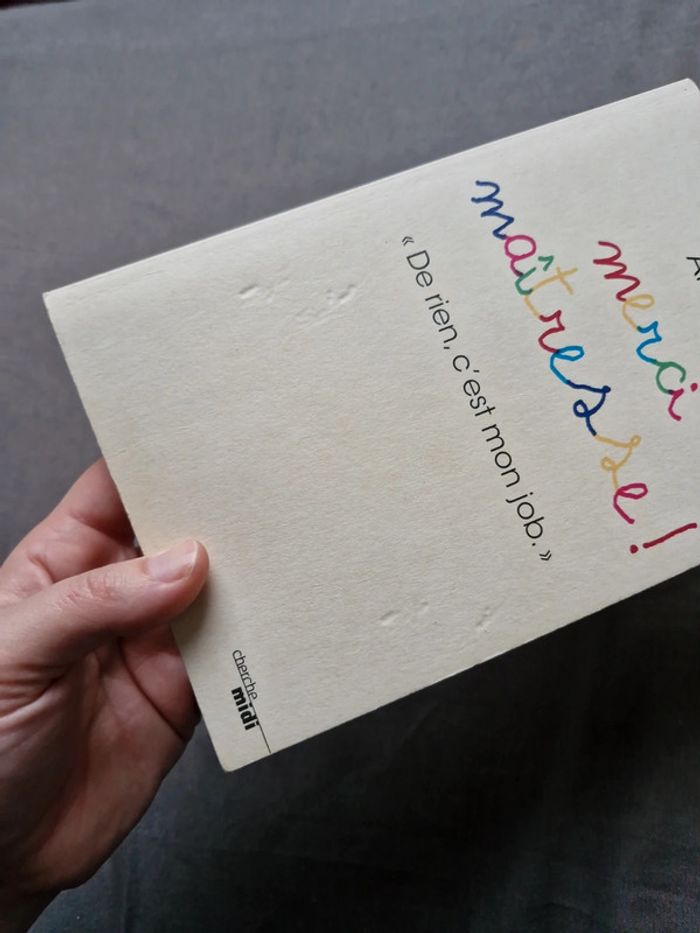 merci
maîtresse!
« De rien, c'est mon job. »
cherche
midi